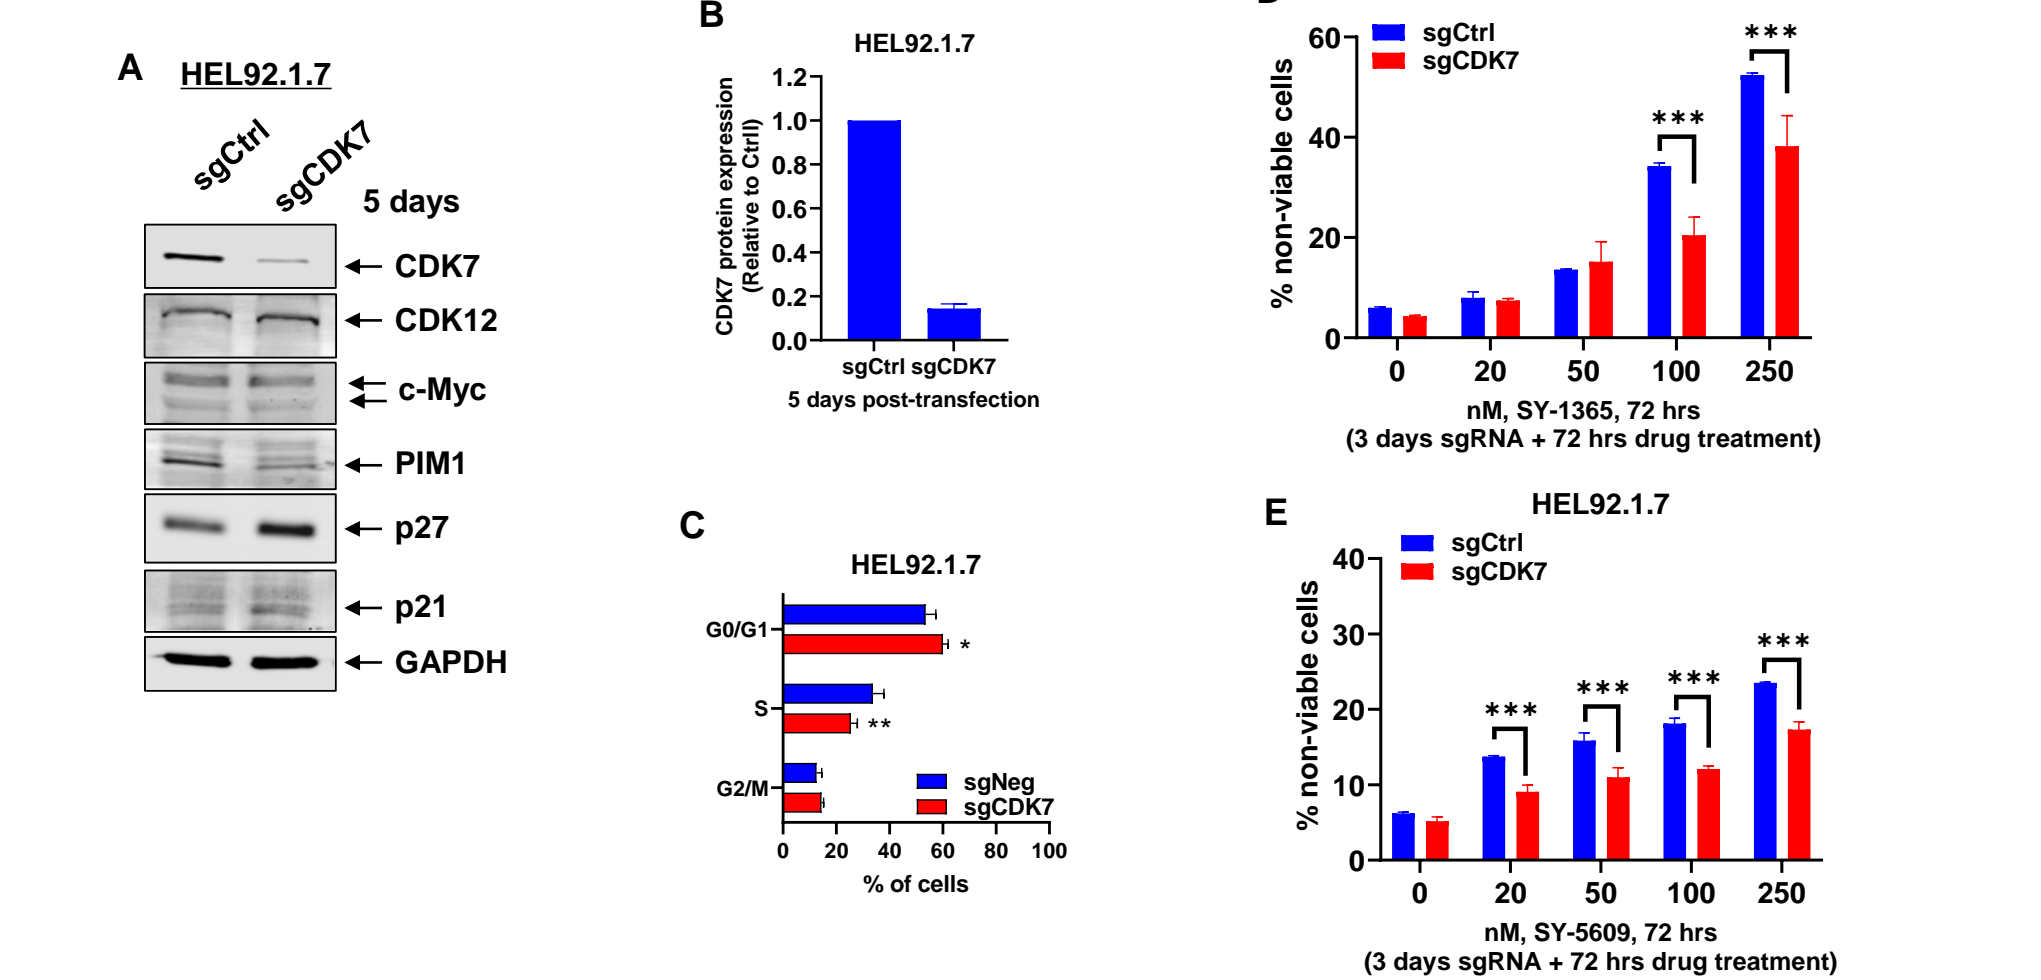 A
HEL92.1.7
sgCtrl
sgCDK7
5 days
CDK7
CDK12
c-Myc
PIM1
p27
p21
GAPDH
B
HEL92.1.7
CDK7 protein expression
(Relative to Ctrll)
1.2
1.0
0.8
0.6
0.4
0.2
0.0
sgCtrl sgCDK7
5 days post-transfection
C
HEL92.1.7
G0/G1
*
S
**
G2/M
sgNeg
sgCDK7
0 20 40 60 80 100
% of cells
sgCtrl
sgCDK7
% non-viable cells
60
40
20
0
***
***
0 20 50 100 250
nM, SY-1365, 72 hrs
(3 days sgRNA + 72 hrs drug treatment)
E
HEL92.1.7
sgCtrl
sgCDK7
% non-viable cells
40
30
20
10
0
***
***
***
***
0 20 50 100 250
nM, SY-5609, 72 hrs
(3 days sgRNA + 72 hrs drug treatment)